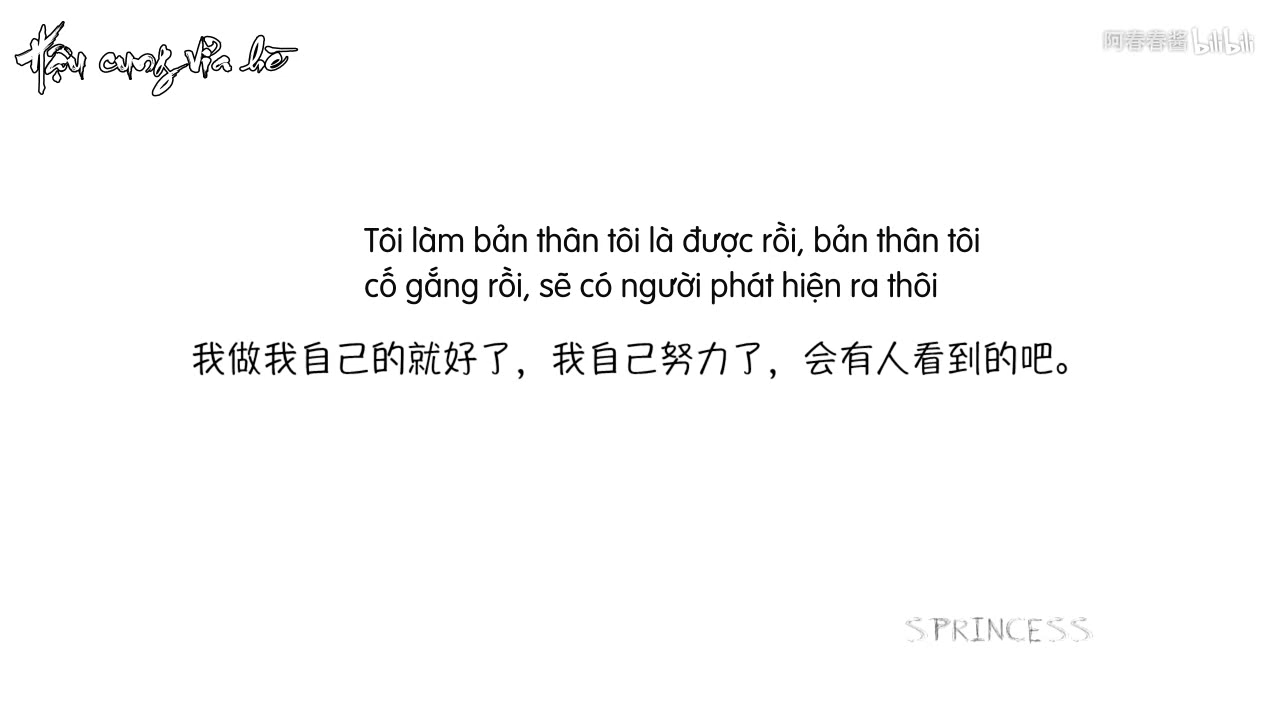 Hậu cung vỉa hè
阿春春酱 bilibili
Tôi làm bản thân tôi là được rồi, bản thân tôi
cố gắng rồi, sẽ có người phát hiện ra thôi
我做我自己的就好了，我自己努力了，会有人看到的吧。
SPRINCESS